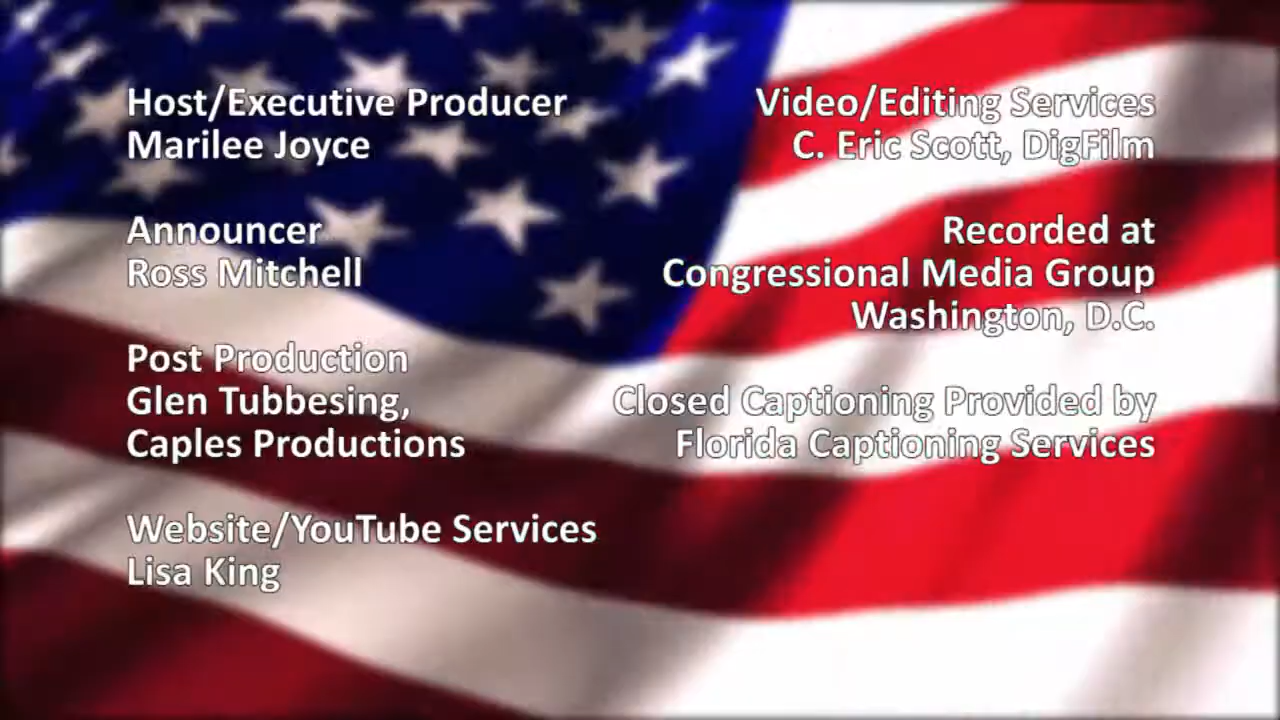 Host/Executive Producer
Marilee Joyce
Announcer
Ross Mitchell
Post Production
Glen Tubbesing,
Caples Productions
Website/YouTube Services
Lisa King
Video/Editing Services
C. Eric Scott, DigFilm
Recorded at
Congressional Media Group
Washington, D.C.
Closed Captioning Provided by
Florida Captioning Services